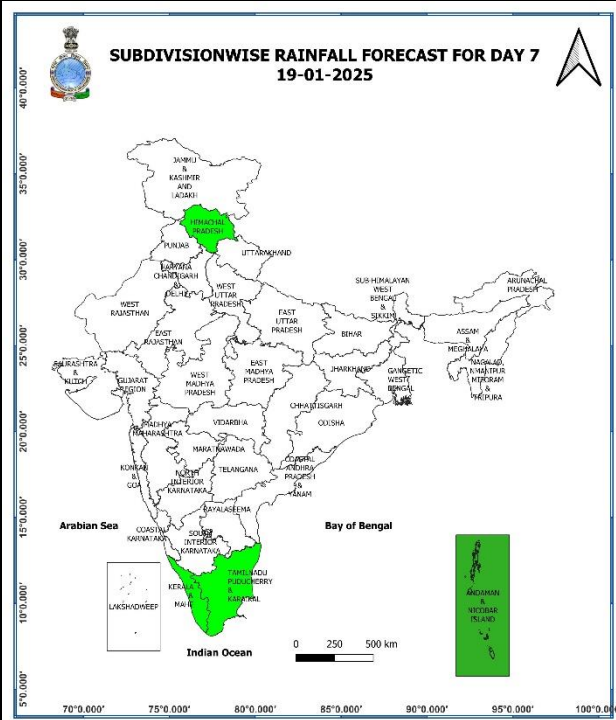 SUBDIVISIONWISE RAINFALL FORECAST FOR DAY 7
19-01-2025
40°0.000'
35°0.000'
30°0.000'
25°0.000'
20°0.000'
15°0.000'
10°0.000'
5°0.000'
JAMMU
&
KASHMIR
AND
LADAKH
HIMACHAL
PRADESH
PUNJAB
UTTARAKHAND
HARYANA
CHANDIGARH
&
DELHI
WEST
UTTAR
PRADESH
WEST
RAJASTHAN
EAST
RAJASTHAN
EAST
UTTAR
PRADESH
SUB-HIMALAYAN
WEST
BENGAL
&
SIKKIM
ARUNACHAL
PRADESH
BIHAR
ASSAM
&
MEGHALAYA
SAURASHTRA
&
KUTCH
GUJARAT
REGION
WEST
MADHYA
PRADESH
EAST
MADHYA
PRADESH
JHARKHAND
GANGETIC
WEST
BENGAL
TRIPURA
MIZORAM
&
CHHATTISGARH
ODISHA
MADHYA
MAHARASHTRA
VIDARBHA
MARATHWADA
KONKAN
&
GOA
NORTH
INTERIOR
KARNATAKA
TELANGANA
COASTAL
ANDHRA
PRADESH
&
YANAM
RAYALASEEMA
Arabian Sea
Bay of Bengal
COASTAL
KARNATAKA
SOUTH
INTERIOR
KARNATAKA
TAMILNADU
PUDUCHERRY
&
KARAIKAL
KERALA
&
MAHE
LAKSHADWEEP
ANDAMAN
&
NICOBAR
ISLAND
Indian Ocean
0 250 500 km
70°0.000' 75°0.000' 80°0.000' 85°0.000' 90°0.000' 95°0.000' 100°0.000'